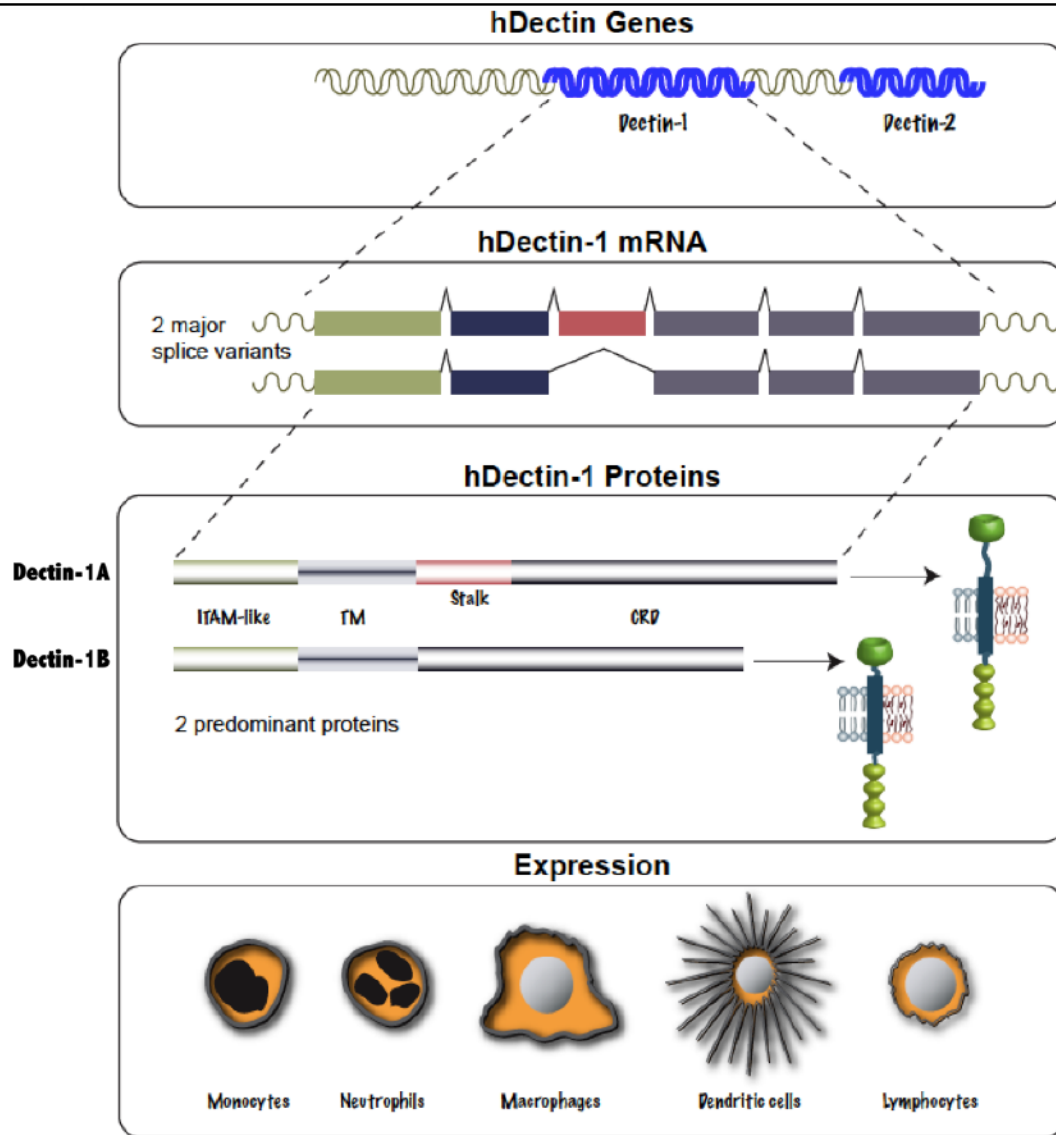 hDectin Genes
Dectin-1
Dectin-2
hDectin-1 mRNA
2 major
splice variants
hDectin-1 Proteins
Dectin-1A
Stalk
ITAM-like
TM
CRD
Dectin-1B
2 predominant proteins
Expression
Monocytes
Neutrophils
Macrophages
Dendritic cells
Lymphocytes